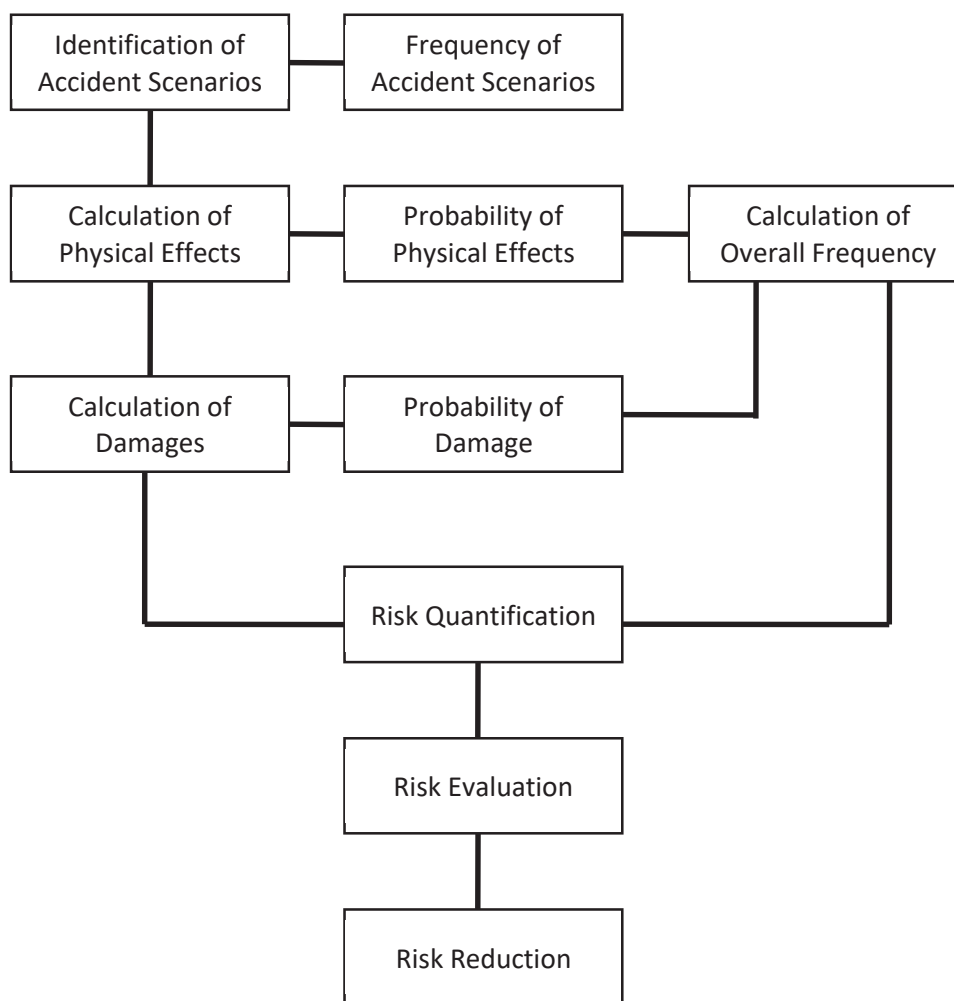 Identification of
Accident Scenarios
Frequency of
Accident Scenarios
Calculation of
Physical Effects
Probability of
Physical Effects
Calculation of
Overall Frequency
Calculation of
Damages
Probability of
Damage
Risk Quantification
Risk Evaluation
Risk Reduction